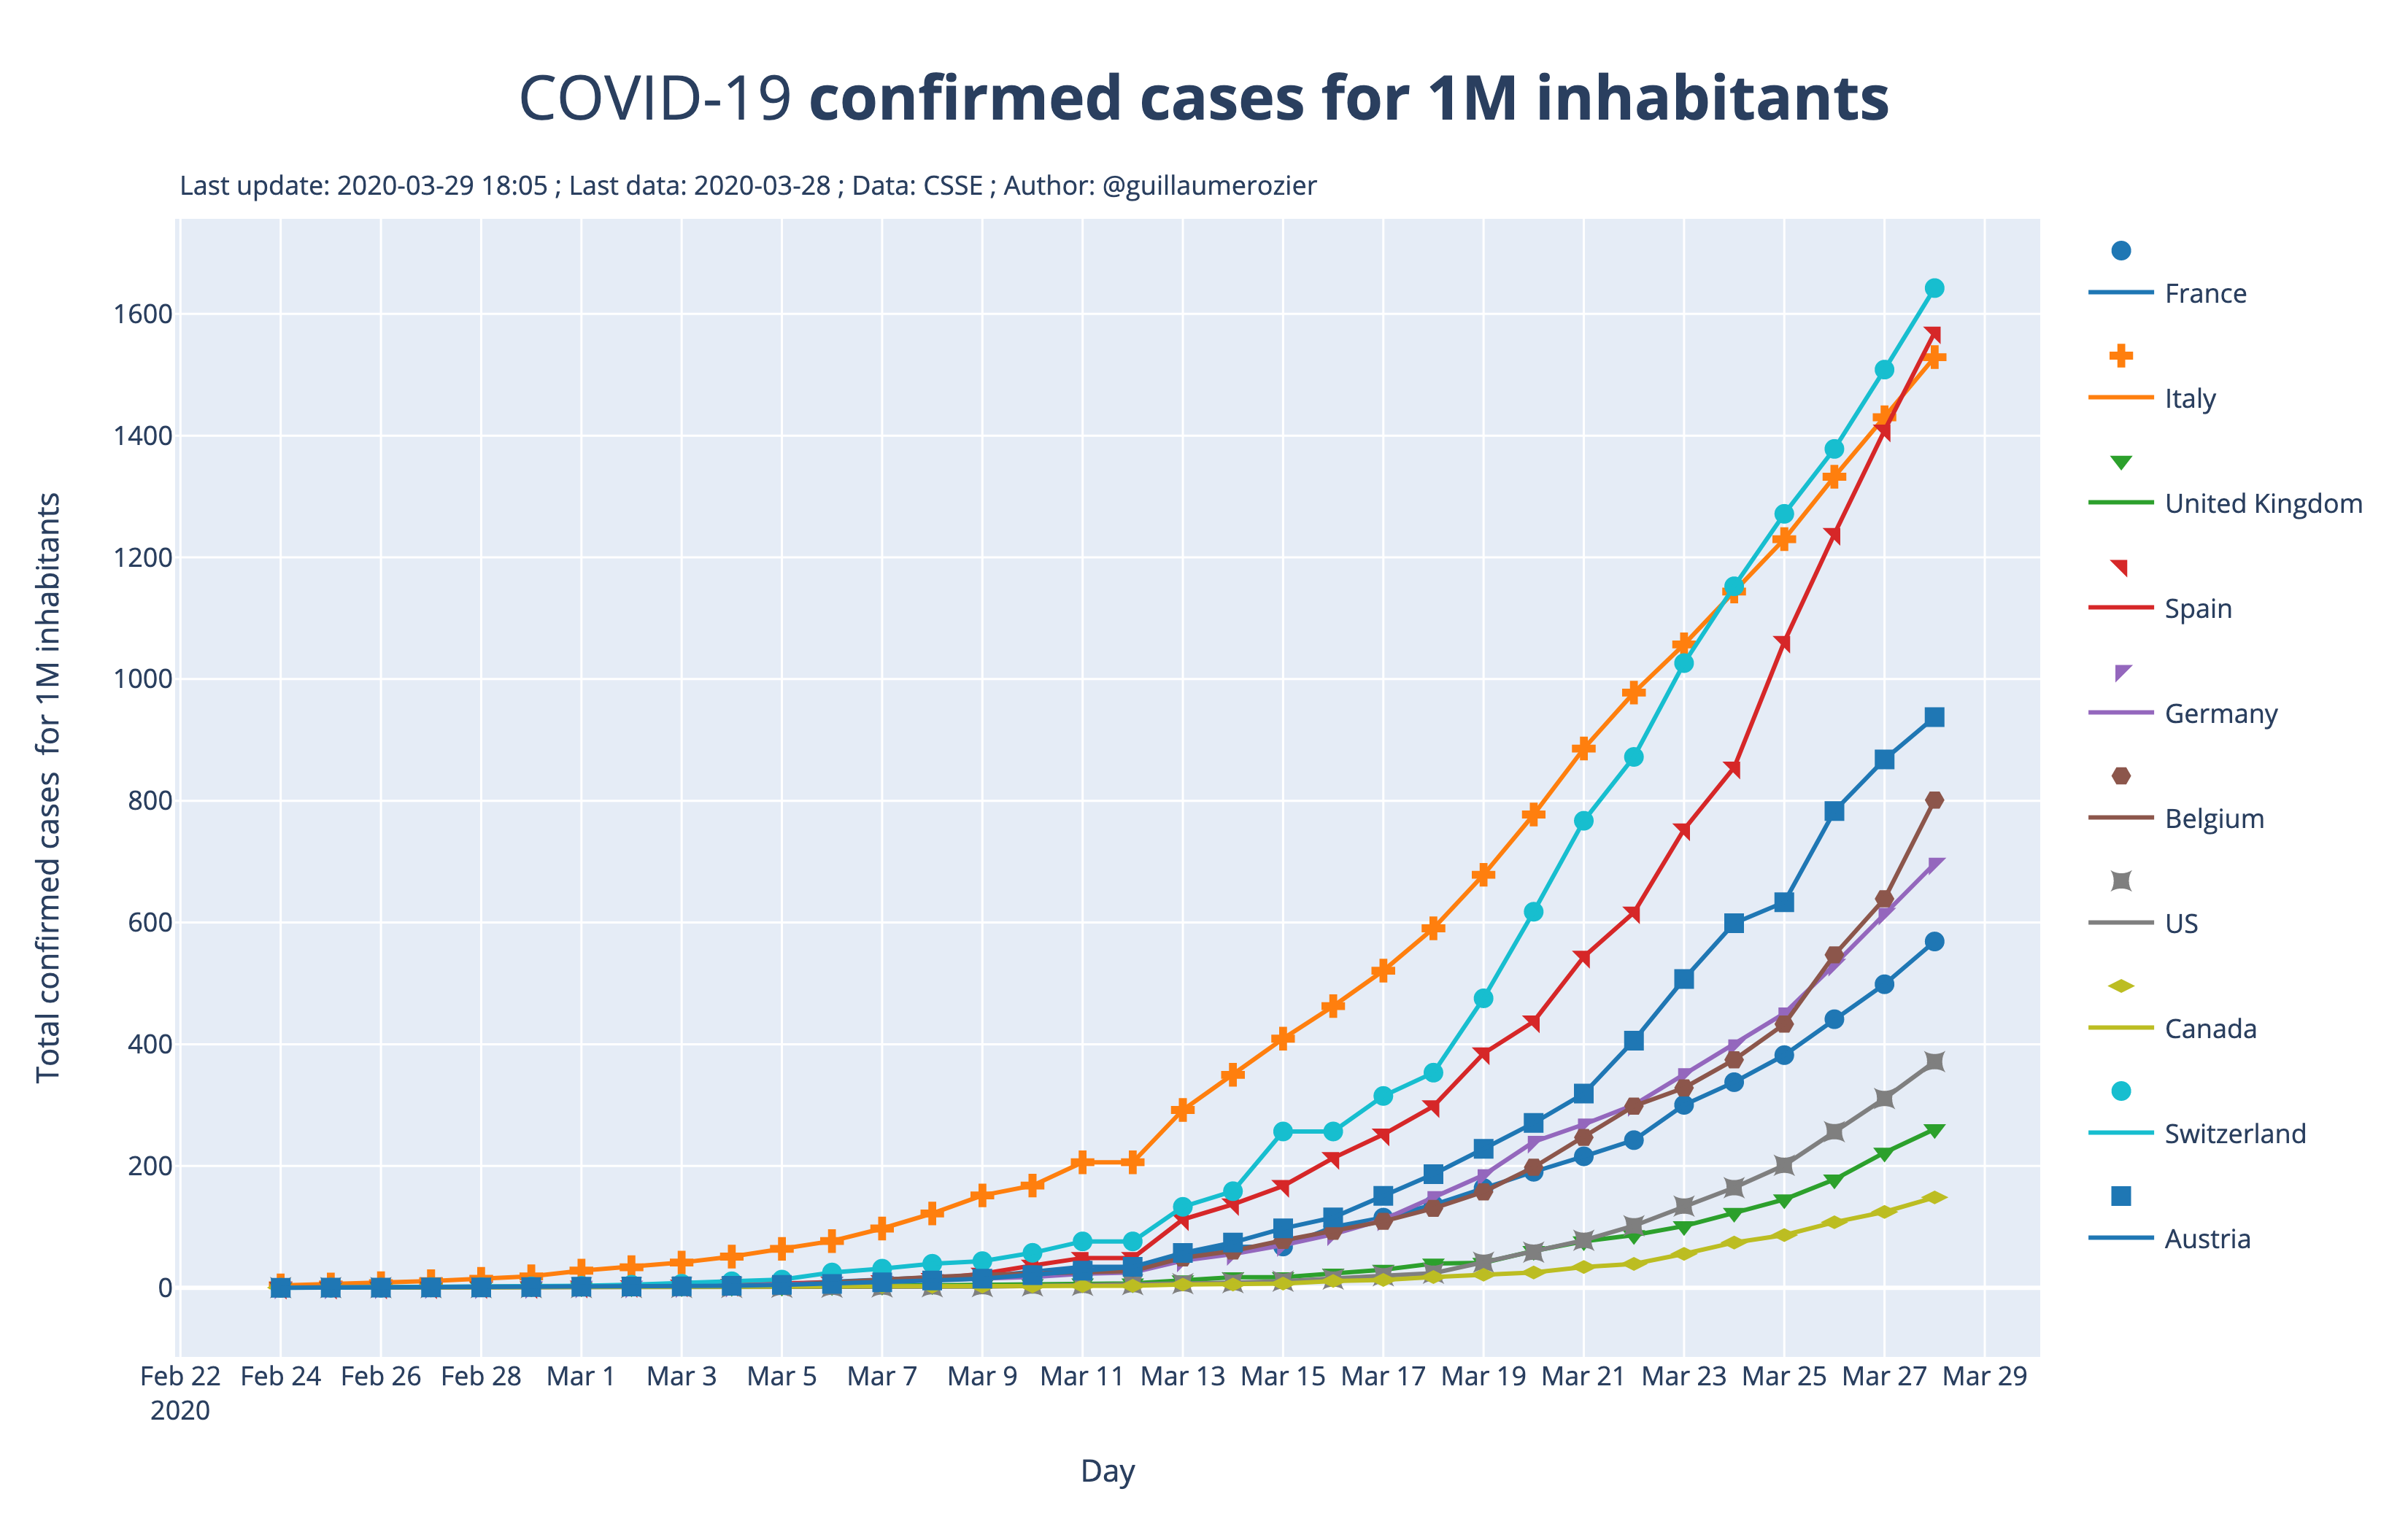 COVID-19 confirmed cases for 1M inhabitants
Last update: 2020-03-29 18:05 ; Last data: 2020-03-28 ; Data: CSSE ; Author: @guillaumerozier
Total confirmed cases for 1M inhabitants
1600
1400
1200
1000
800
600
400
200
0
Feb 22 Feb 24 Feb 26 Feb 28 Mar 1 Mar 3 Mar 5 Mar 7 Mar 9 Mar 11 Mar 13 Mar 15 Mar 17 Mar 19 Mar 21 Mar 23 Mar 25 Mar 27 Mar 29
2020
Day
France
Italy
United Kingdom
Spain
Germany
Belgium
US
Canada
Switzerland
Austria